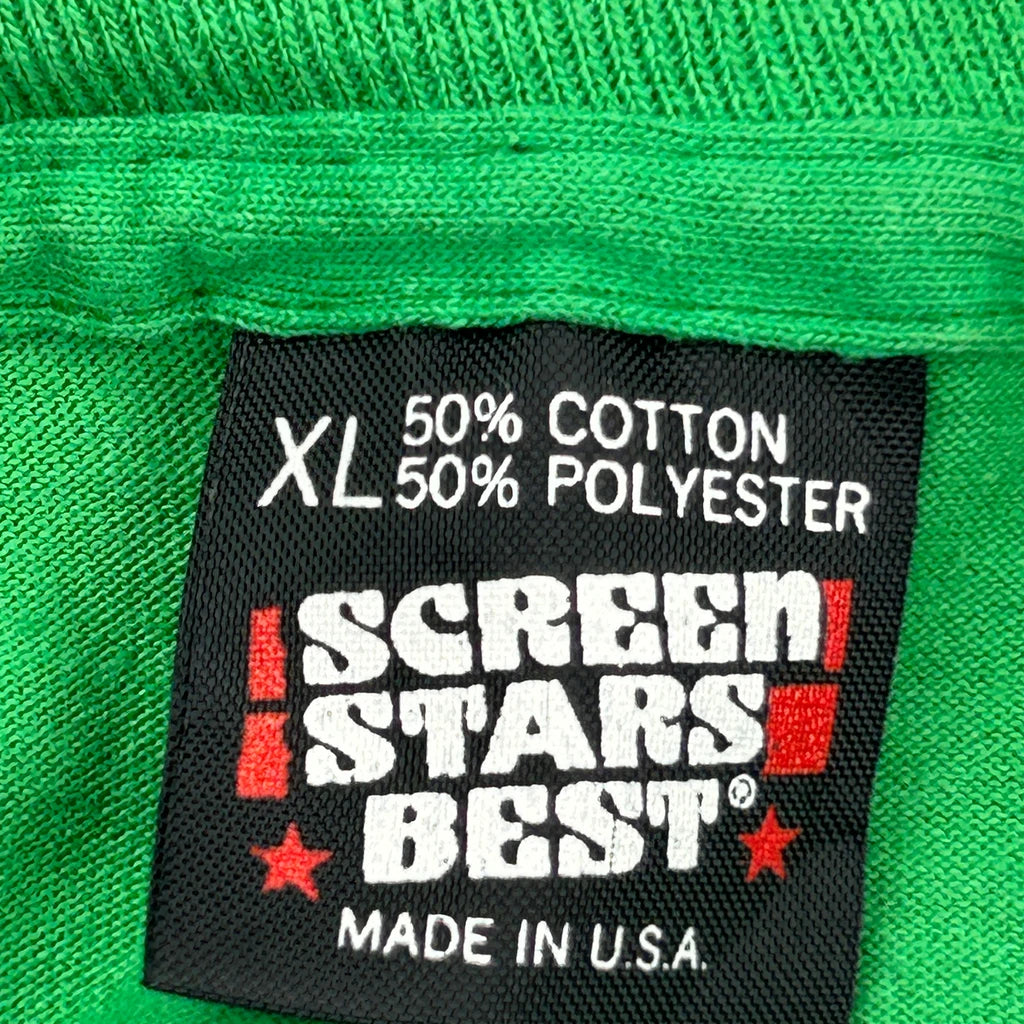 XL 50% COTTON
50% POLYESTER
SCREEn
STARS
BEST®
MADE IN U.S.A.